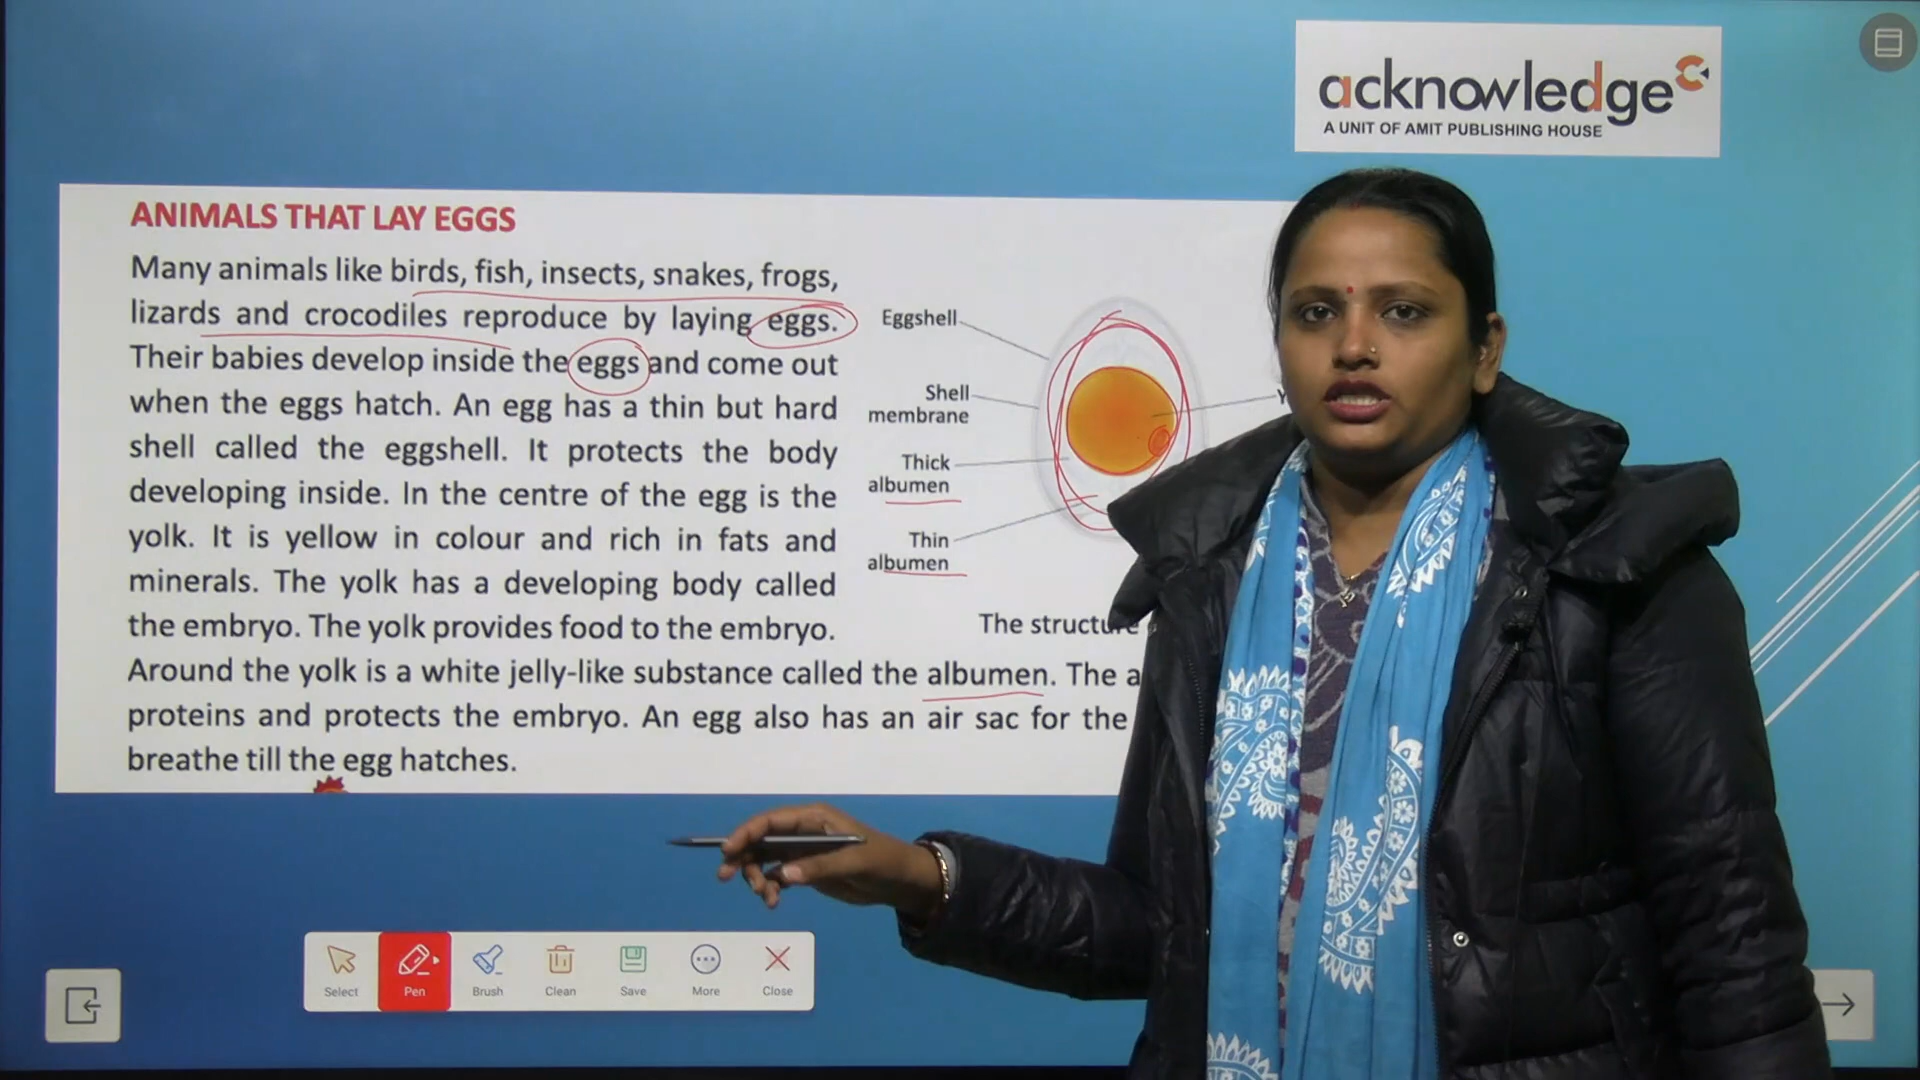 acknowledge
A UNIT OF AMIT PUBLISHING HOUSE
ANIMALS THAT LAY EGGS
Many animals like birds, fish, insects, snakes, frogs,
lizards and crocodiles reproduce by laying eggs.
Their babies develop inside the eggs and come out
when the eggs hatch. An egg has a thin but hard
shell called the eggshell. It protects the body
developing inside. In the centre of the egg is the
yolk. It is yellow in colour and rich in fats and
minerals. The yolk has a developing body called
the embryo. The yolk provides food to the embryo.
Around the yolk is a white jelly-like substance called the albumen. The
proteins and protects the embryo. An egg also has an air sac for the
breathe till the egg hatches.
Eggshell
Shell
membrane
Thick
albumen
Thin
albumen
The structure
Select
Pen
Brush
Clean
Save
More
Close